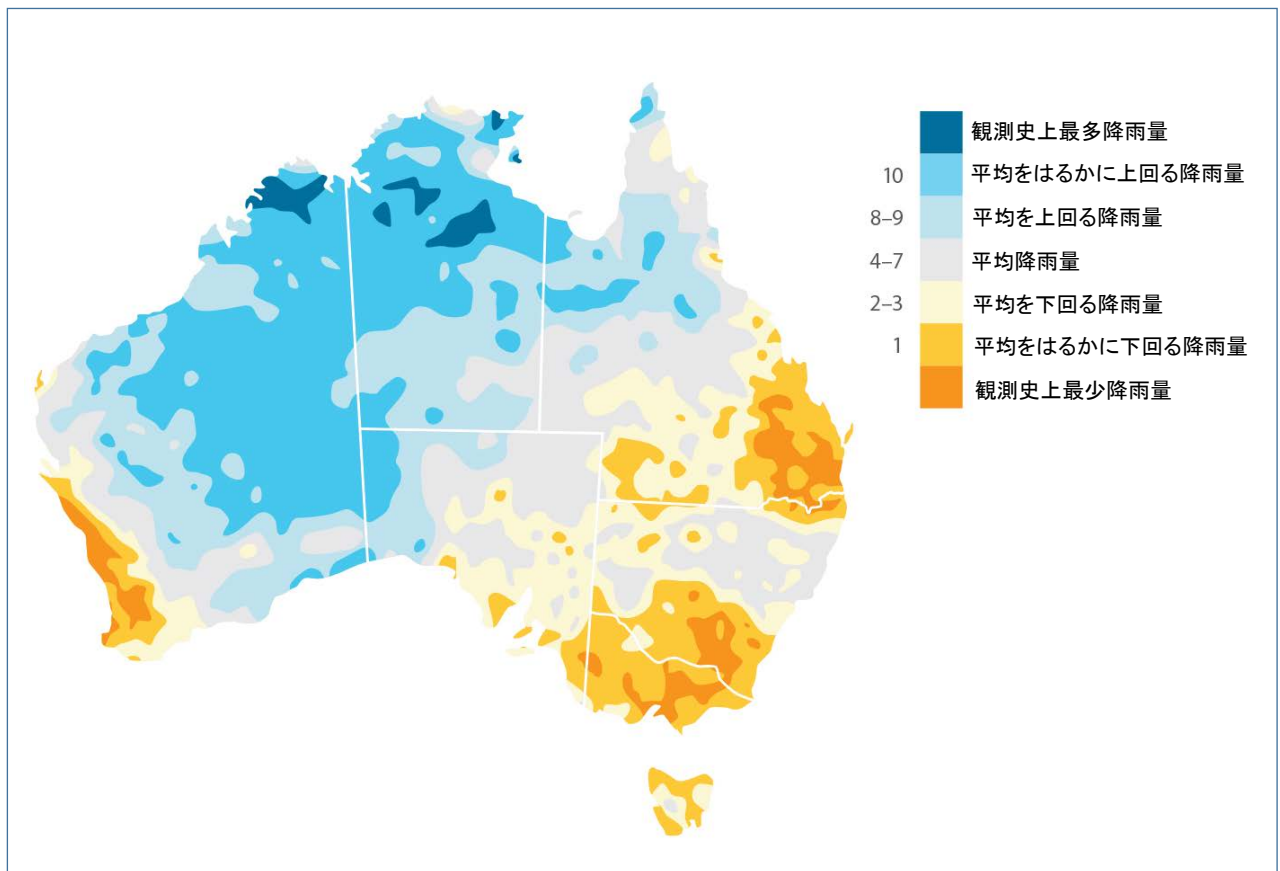 観測史上最多降雨量
10 平均をはるかに上回る降雨量
8–9 平均を上回る降雨量
4–7 平均降雨量
2–3 平均を下回る降雨量
1 平均をはるかに下回る降雨量
観測史上最少降雨量